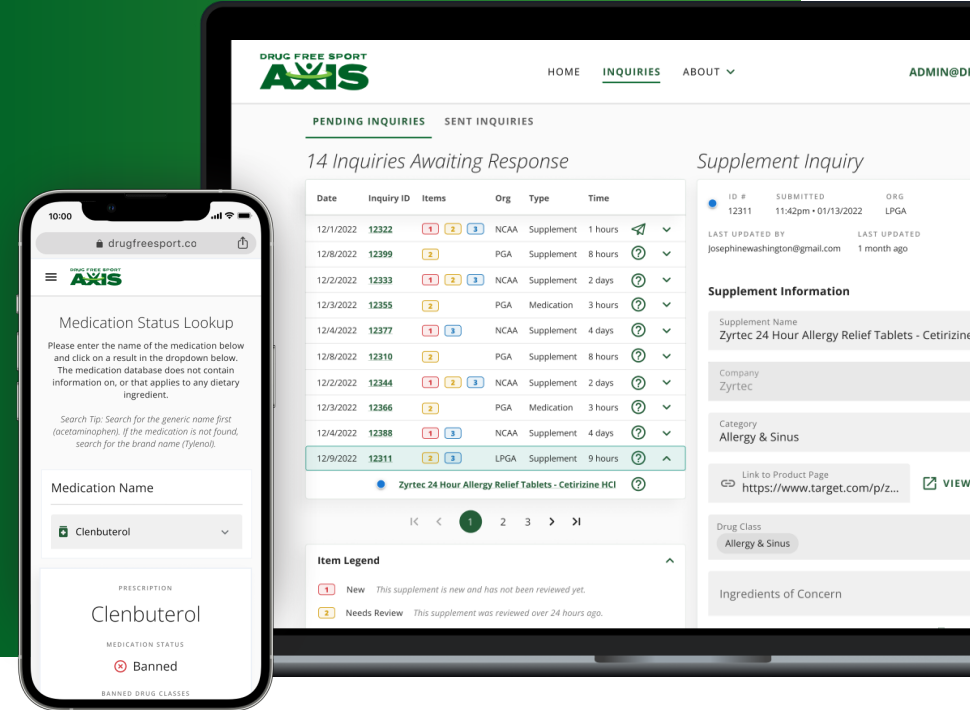 DRUG FREE SPORT
AXIS
HOME INQUIRIES ABOUT
PENDING INQUIRIES SENT INQUIRIES
14 Inquiries Awaiting Response
Date Inquiry ID Items Org Type Time
12/1/2022 12322 1 2 3 NCAA Supplement 1 hours
12/8/2022 12399 2 PGA Supplement 8 hours
12/2/2022 12333 1 2 3 NCAA Supplement 2 days
12/3/2022 12355 2 PGA Medication 3 hours
12/4/2022 12377 1 3 NCAA Supplement 4 days
12/8/2022 12310 2 PGA Supplement 8 hours
12/2/2022 12344 1 2 3 NCAA Supplement 2 days
12/3/2022 12366 2 PGA Medication 3 hours
12/4/2022 12388 1 3 NCAA Supplement 4 days
12/9/2022 12311 2 3 LPGA Supplement 9 hours
Zyrtec 24 Hour Allergy Relief Tablets - Cetirizine HCI
1 2 3
Item Legend
1 New This supplement is new and has not been reviewed yet.
2 Needs Review This supplement was reviewed over 24 hours ago.
Supplement Inquiry
ID # SUBMITTED ORG
12311 11:42pm • 01/13/2022 LPGA
LAST UPDATED BY LAST UPDATED
Josephinewashington@gmail.com 1 month ago
Supplement Information
Supplement Name
Zyrtec 24 Hour Allergy Relief Tablets - Cetirizine
Company
Zyrtec
Category
Allergy & Sinus
Link to Product Page
https://www.target.com/p/z... VIEW
Drug Class
Allergy & Sinus
Ingredients of Concern
10:00
drugfreesport.co
DRUG FREE SPORT
AXIS
Medication Status Lookup
Please enter the name of the medication below
and click on a result in the dropdown below.
The medication database does not contain
information on, or that applies to any dietary
ingredient.
Search Tip: Search for the generic name first
(acetaminophen). If the medication is not found,
search for the brand name (Tylenol).
Medication Name
Clenbuterol
PRESCRIPTION
Clenbuterol
MEDICATION STATUS
Banned
BANNED DRUG CLASSES